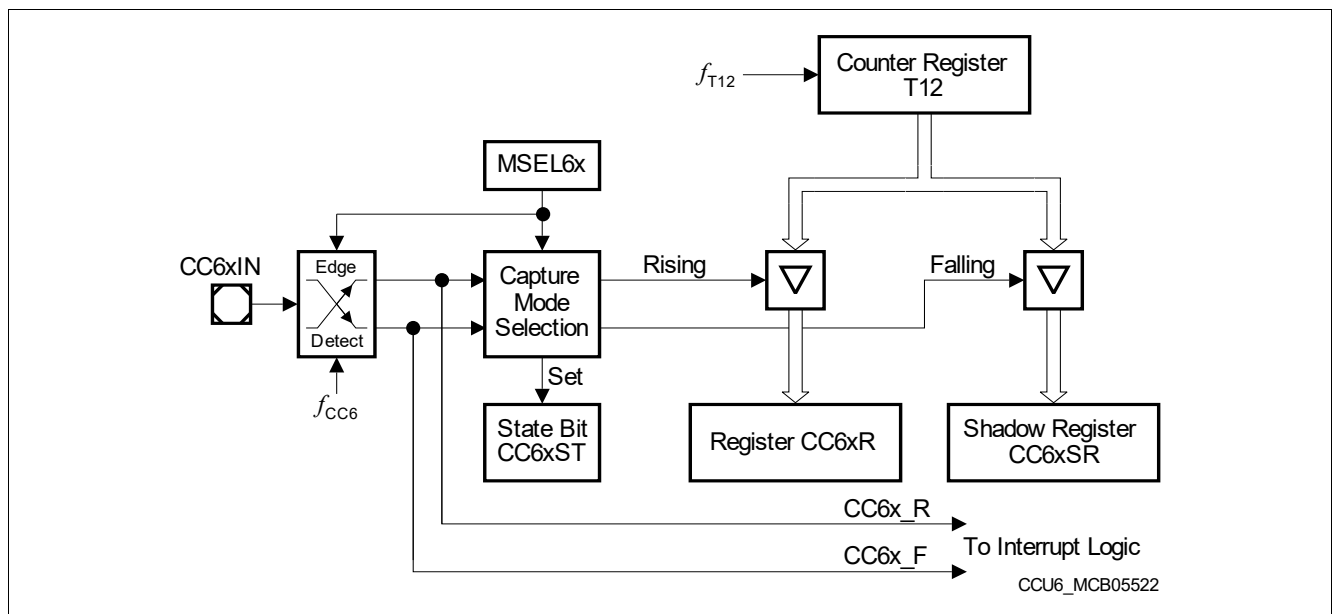 Counter Register
T12
fT12
MSEL6x
CC6xIN
Edge
Detect
Capture
Mode
Selection
Rising
Falling
Set
fCC6
State Bit
CC6xST
Register CC6xR
Shadow Register
CC6xSR
CC6x_R
CC6x_F
To Interrupt Logic
CCU6_MCB05522